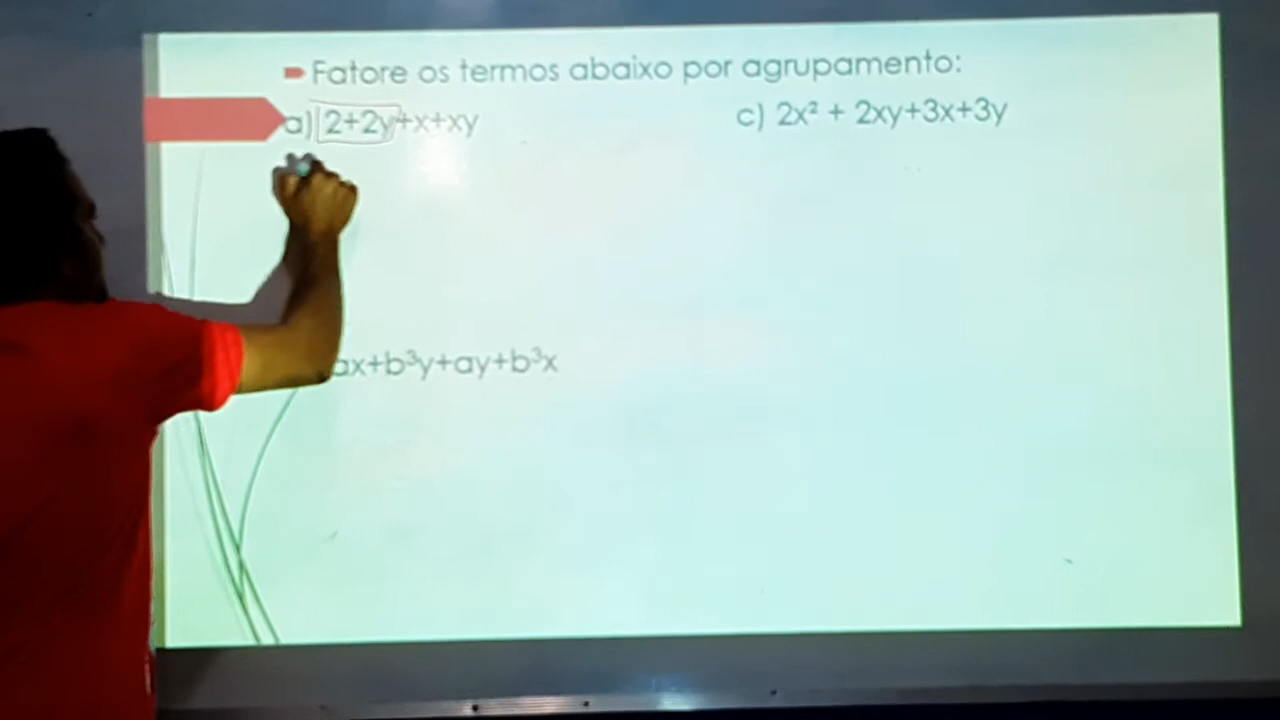 Fatore os termos abaixo por agrupamento:
a) 2+2y+x+xy
c) 2x² + 2xy+3x+3y
ax+b³y+ay+b³x